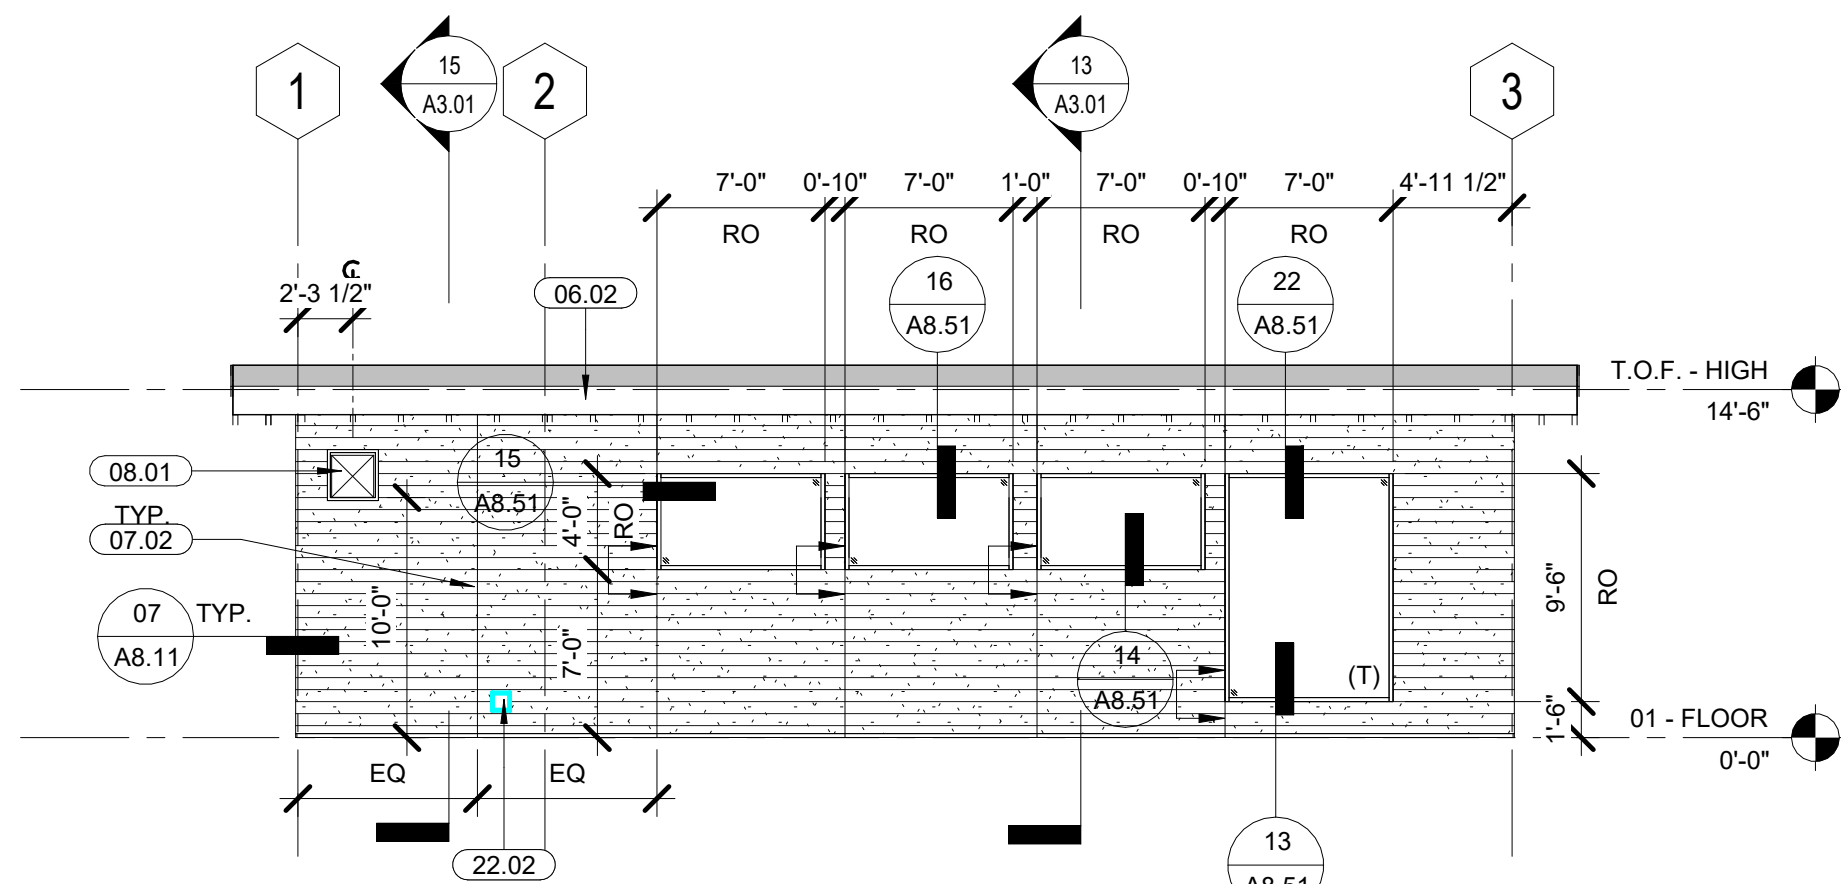 1
15
A3.01
2
13
A3.01
3
7'-0"
0'-10"
7'-0"
1'-0"
7'-0"
0'-10"
7'-0"
4'-11 1/2"
RO
RO
RO
RO
℄
2'-3 1/2"
06.02
16
A8.51
22
A8.51
T.O.F. - HIGH
14'-6"
08.01
15
A8.51
TYP.
07.02
4'-0"
RO
07
A8.11
TYP.
10'-0"
7'-0"
9'-6"
RO
14
A8.51
(T)
1'-6"
01 - FLOOR
0'-0"
EQ
EQ
22.02
13
A8.51